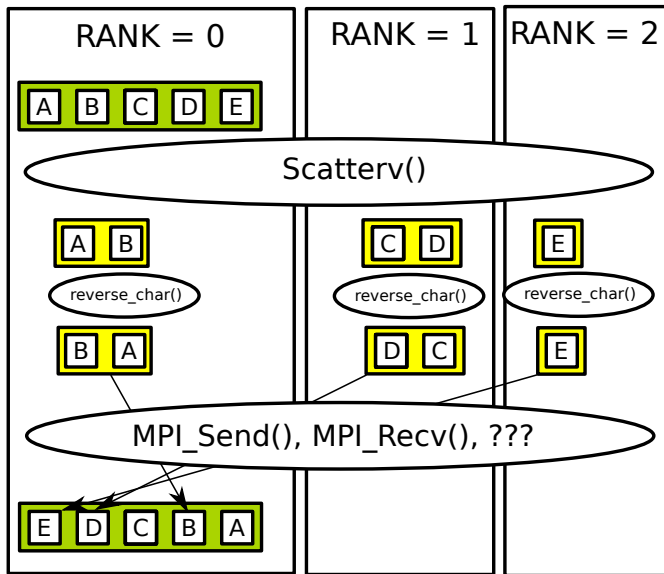 RANK = 0 RANK = 1 RANK = 2
A B C D E
Scatterv()
A B C D E
reverse_char() reverse_char() reverse_char()
B A D C E
MPI_Send(), MPI_Recv(), ???
E D C B A